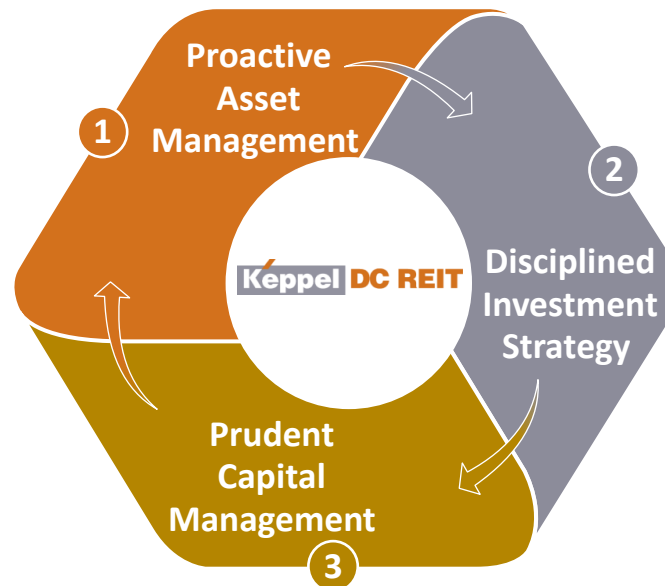 Proactive
Asset
Management
1
2
Keppel DC REIT
Disciplined
Investment
Strategy
Prudent
Capital
Management
3